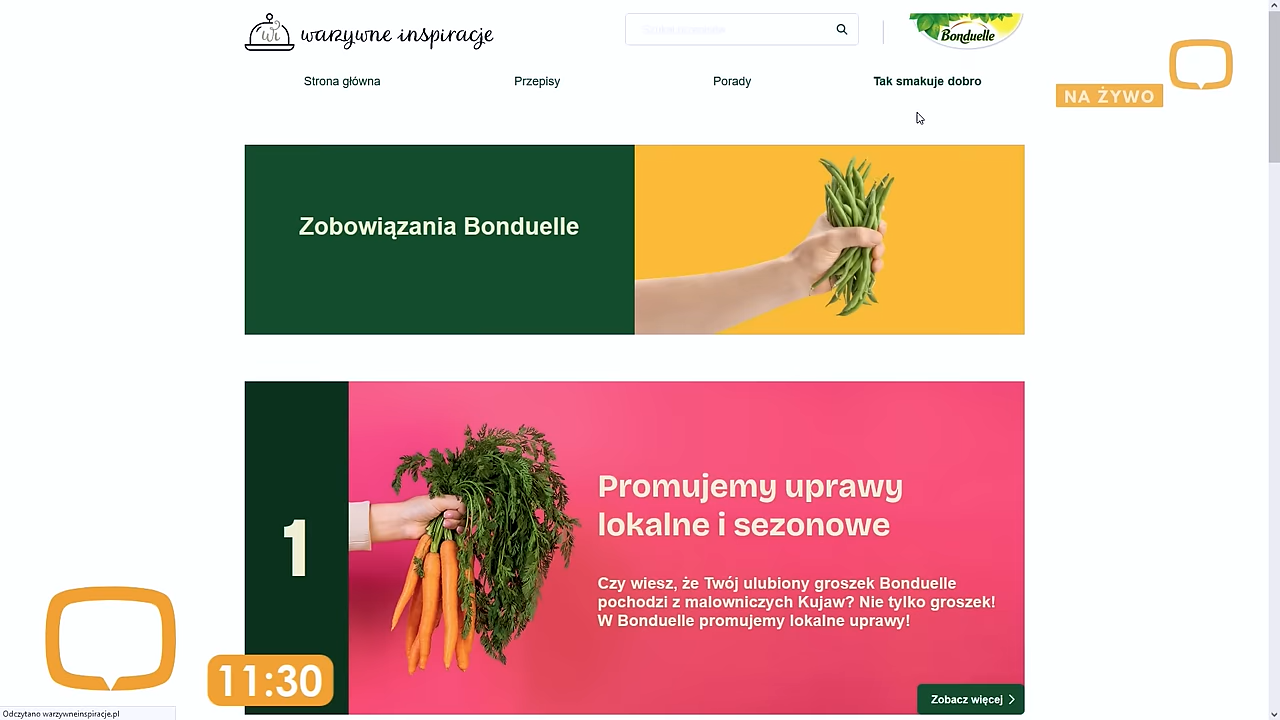 wi warzywne inspiracje
Bonduelle
Strona główna
Przepisy
Porady
Tak smakuje dobro
NA ŻYWO
Zobowiązania Bonduelle
1
Promujemy uprawy
lokalne i sezonowe
Czy wiesz, że Twój ulubiony groszek Bonduelle
pochodzi z malowniczych Kujaw? Nie tylko groszek!
W Bonduelle promujemy lokalne uprawy!
Zobacz więcej
11:30
Odczytano warzywneinspiracje.pl